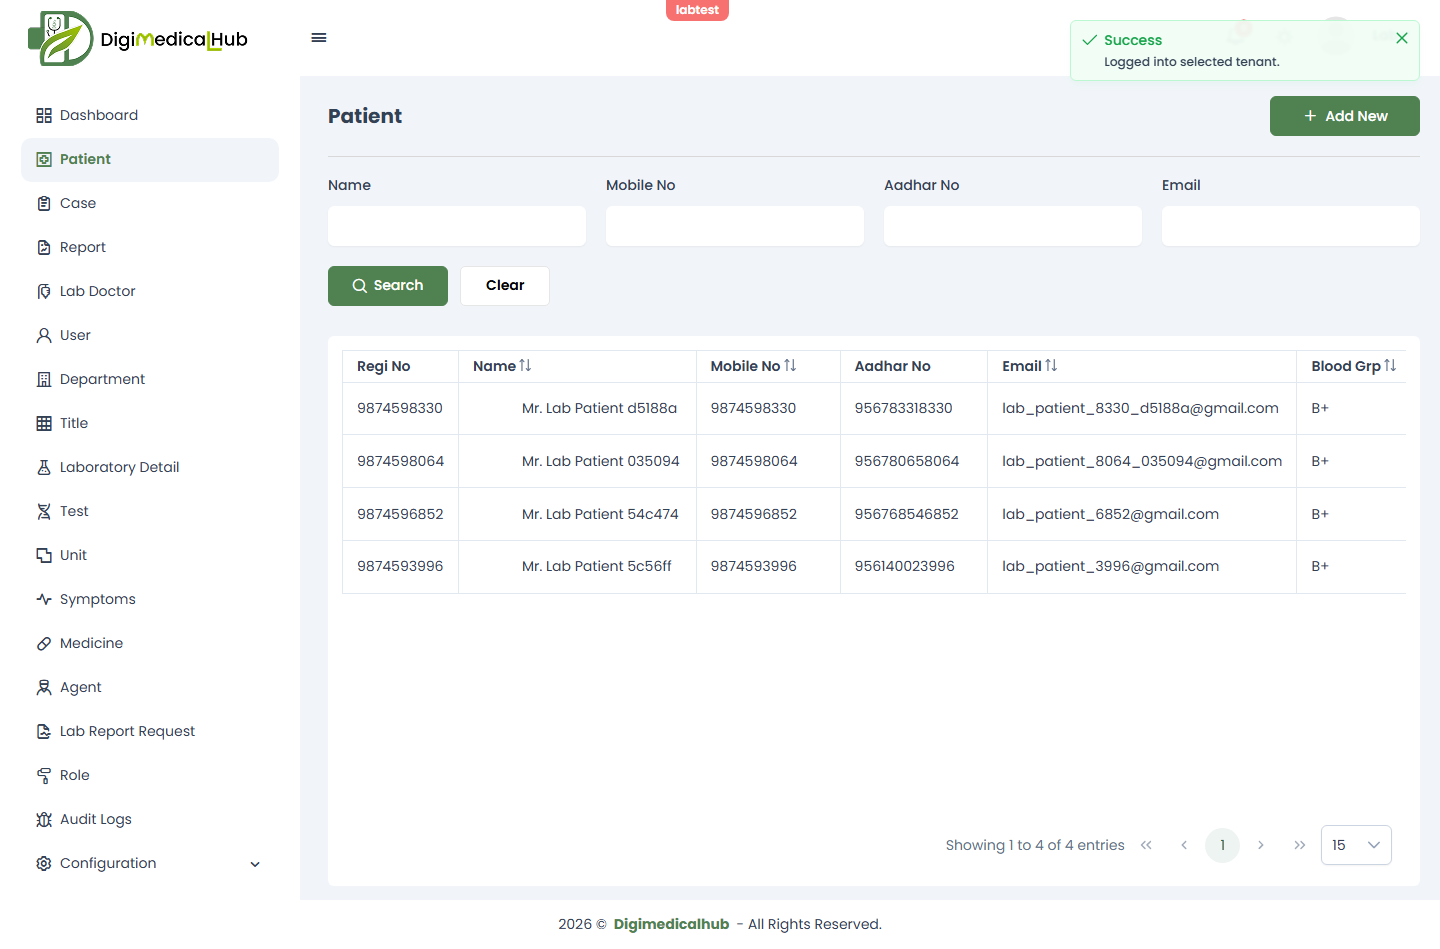 labtest
DigiMedicalHub
Success
Logged into selected tenant.
Dashboard
Patient
Case
Report
Lab Doctor
User
Department
Title
Laboratory Detail
Test
Unit
Symptoms
Medicine
Agent
Lab Report Request
Role
Audit Logs
Configuration
Patient
Add New
Name Mobile No Aadhar No Email
Search Clear
Regi No Name Mobile No Aadhar No Email Blood Grp
9874598330 Mr. Lab Patient d5188a 9874598330 956783318330 lab_patient_8330_d5188a@gmail.com B+
9874598064 Mr. Lab Patient 035094 9874598064 956780658064 lab_patient_8064_035094@gmail.com B+
9874596852 Mr. Lab Patient 54c474 9874596852 956768546852 lab_patient_6852@gmail.com B+
9874593996 Mr. Lab Patient 5c56ff 9874593996 956140023996 lab_patient_3996@gmail.com B+
Showing 1 to 4 of 4 entries 1 15
2026 © Digimedicalhub - All Rights Reserved.